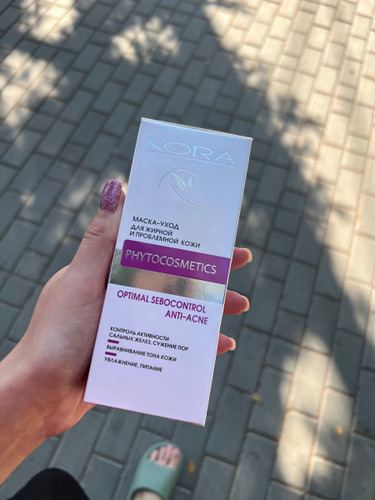 KORA
МАСКА-УХОД
ДЛЯ ЖИРНОЙ
И ПРОБЛЕМНОЙ КОЖИ
PHYTOCOSMETICS
OPTIMAL SEBOCONTROL
ANTI-ACNE
КОНТРОЛЬ АКТИВНОСТИ
САЛЬНЫХ ЖЕЛЕЗ, СУЖЕНИЕ ПОР
ВЫРАВНИВАНИЕ ТОНА КОЖИ
УВЛАЖНЕНИЕ, ПИТАНИЕ